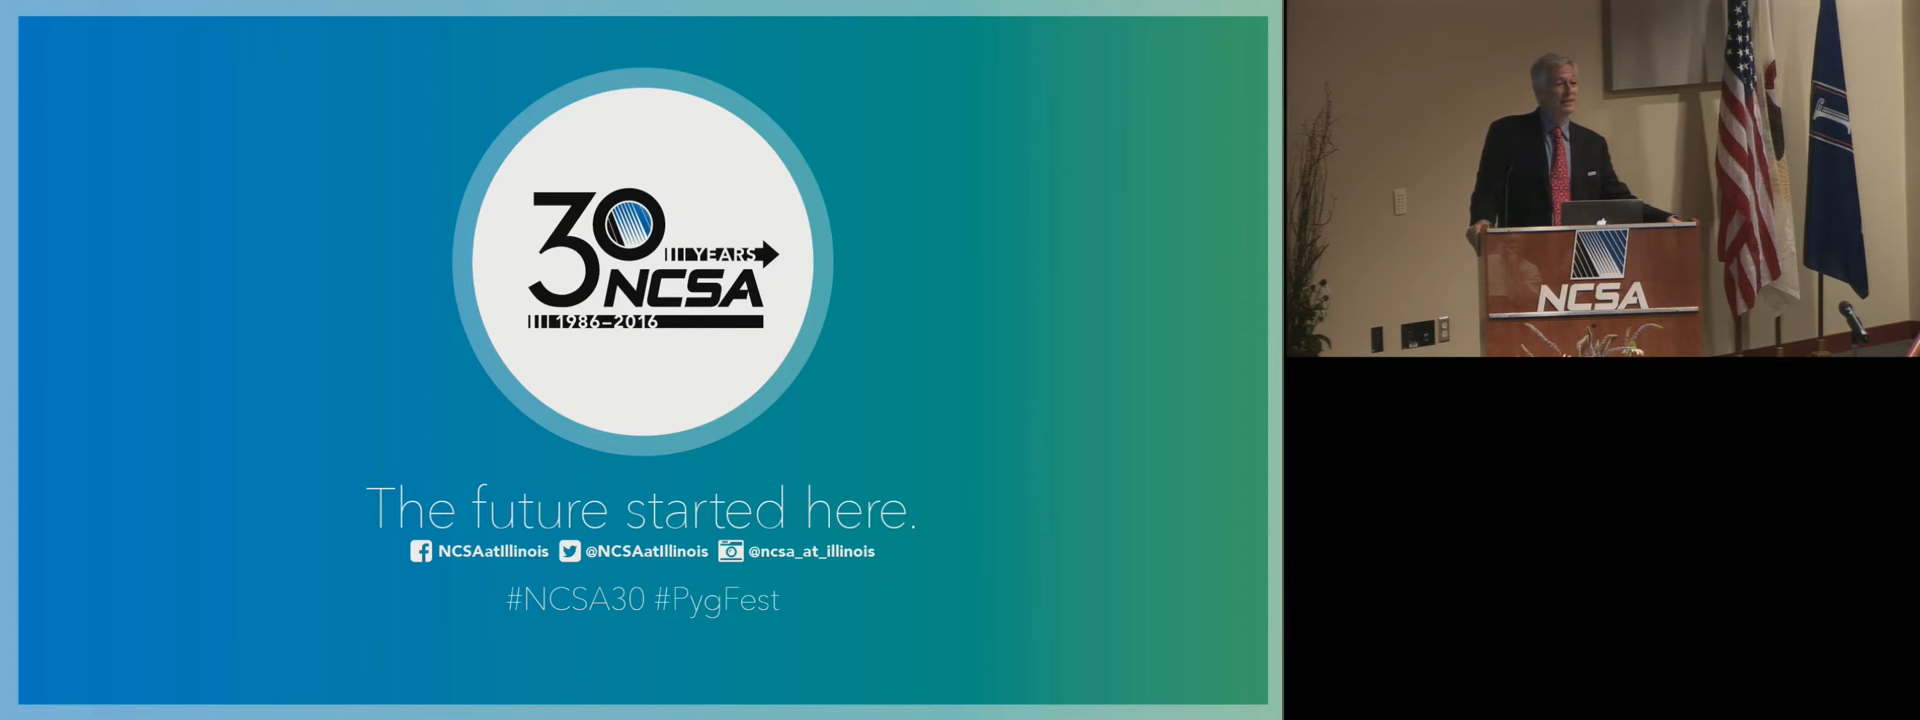 30
YEARS
NCSA
1986–2016
The future started here.
NCSAatIllinois @NCSAatIllinois @ncsa_at_illinois
#NCSA30 #PygFest
NCSA